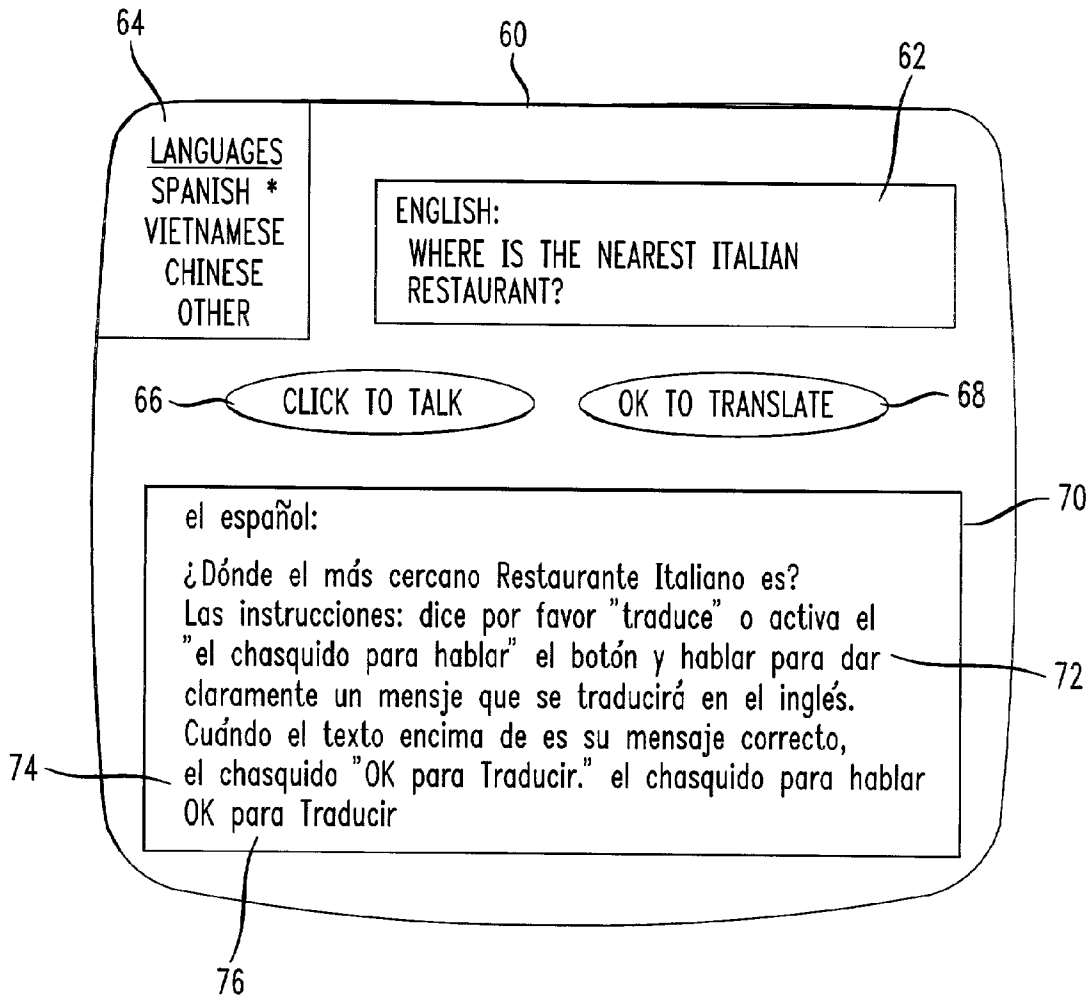 64
60
62
LANGUAGES
SPANISH *
VIETNAMESE
CHINESE
OTHER
ENGLISH:
WHERE IS THE NEAREST ITALIAN
RESTAURANT?
66
CLICK TO TALK
OK TO TRANSLATE
68
70
el español:
¿Dónde el más cercano Restaurante Italiano es?
Las instrucciones: dice por favor "traduce" o activa el
"el chasquido para hablar" el botón y hablar para dar
72
claramente un mensje que se traducirá en el inglés.
Cuándo el texto encima de es su mensaje correcto,
74
el chasquido "OK para Traducir." el chasquido para hablar
OK para Traducir
76